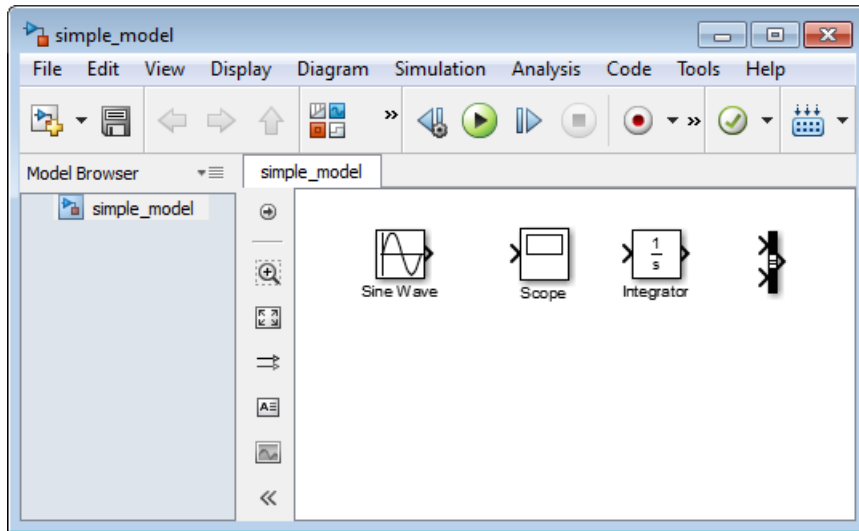 simple_model
File Edit View Display Diagram Simulation Analysis Code Tools Help
» »
Model Browser simple_model
simple_model
Sine Wave Scope 1/s Integrator
A